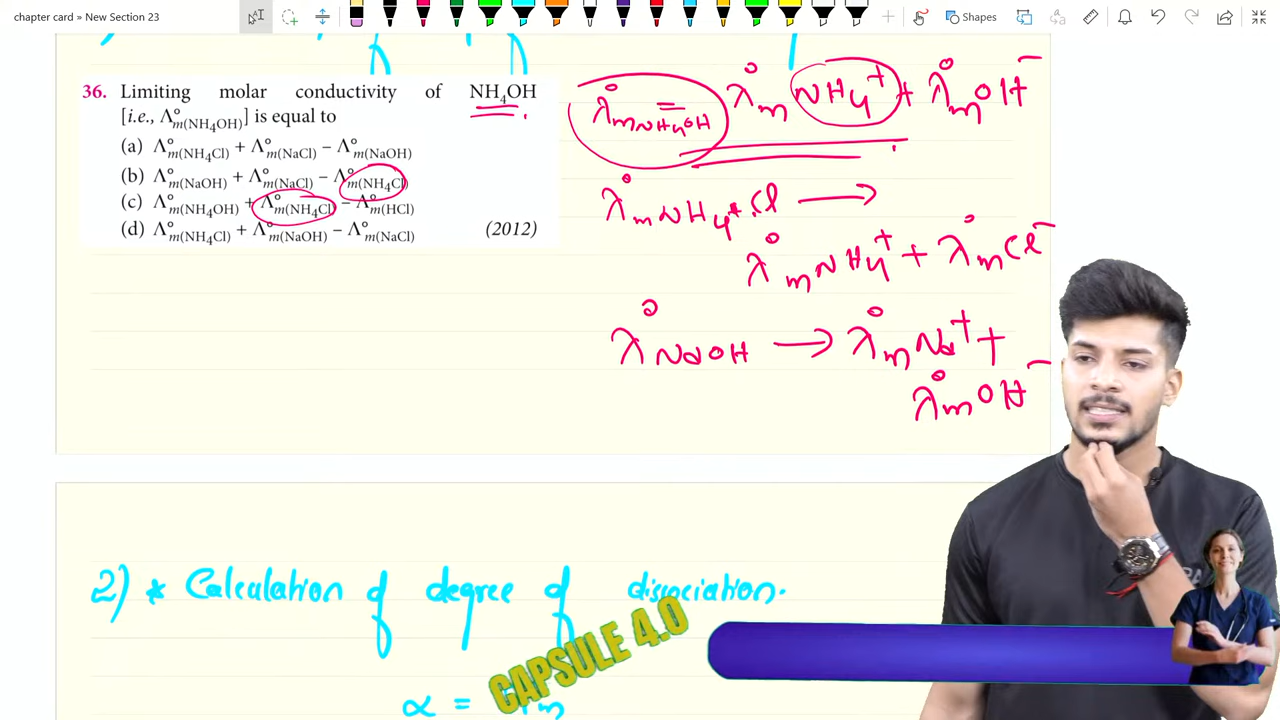 chapter card » New Section 23
Shapes
36. Limiting molar conductivity of NH₄OH
[i.e., Λ°m(NH₄OH)] is equal to
(a) Λ°m(NH₄Cl) + Λ°m(NaCl) – Λ°m(NaOH)
(b) Λ°m(NaOH) + Λ°m(NaCl) – Λ°m(NH₄Cl)
(c) Λ°m(NH₄OH) + Λ°m(NH₄Cl) – Λ°m(HCl)
(d) Λ°m(NH₄Cl) + Λ°m(NaOH) – Λ°m(NaCl) (2012)
λ°m NH4OH = λ°m NH4⁺ + λ°m OH⁻
λ°m NH4⁺.Cl ⟶
λ°m NH4⁺ + λ°m Cl⁻
λ° NaOH ⟶ λ°m Na⁺ +
λ°m OH⁻
2) * Calculation of degree of dissociation.
CAPSULE 4.0
α = m